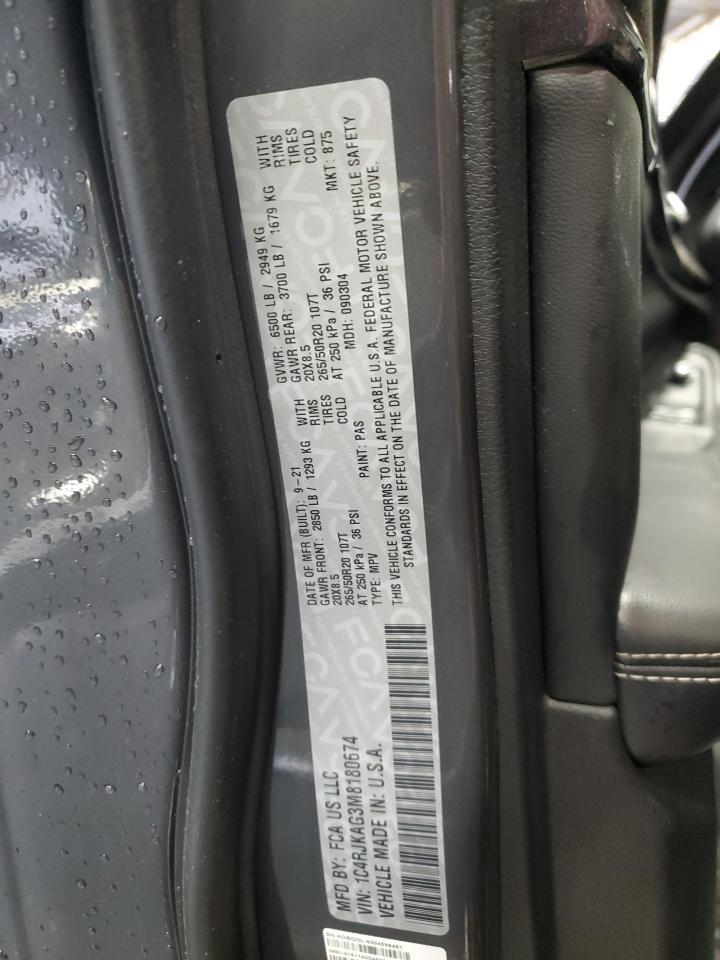 MFD BY: FCA US LLC
VIN: 1C4RJKAG3M8180674
VEHICLE MADE IN: U.S.A.
DATE OF MFR (BUILT): 9-21
GAWR FRONT: 2850 LB / 1293 KG WITH
20X8.5 RIMS
265/50R20 107T TIRES
AT 250 kPa / 36 PSI COLD
TYPE: MPV PAINT: PAS
GVWR: 6500 LB / 2949 KG
GAWR REAR: 3700 LB / 1679 KG WITH
20X8.5 RIMS
265/50R20 107T TIRES
AT 250 kPa / 36 PSI COLD
MDH: 090304 MKT: 875
THIS VEHICLE CONFORMS TO ALL APPLICABLE U.S.A. FEDERAL MOTOR VEHICLE SAFETY
STANDARDS IN EFFECT ON THE DATE OF MANUFACTURE SHOWN ABOVE.